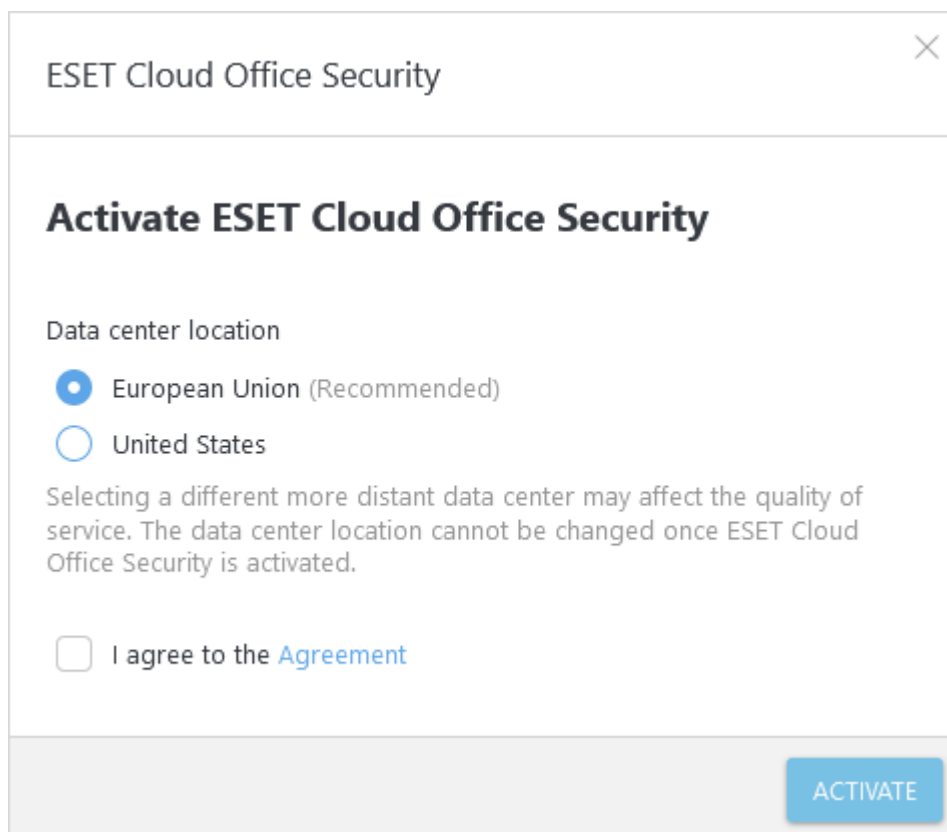 ESET Cloud Office Security
Activate ESET Cloud Office Security
Data center location
European Union (Recommended)
United States
Selecting a different more distant data center may affect the quality of
service. The data center location cannot be changed once ESET Cloud
Office Security is activated.
I agree to the Agreement
ACTIVATE